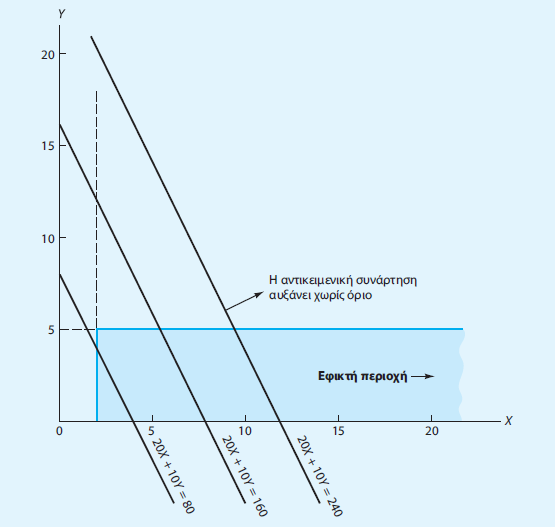 Y
20
15
10
5
Η αντικειμενική συνάρτηση
αυξάνει χωρίς όριο
Εφικτή περιοχή
X
0
5
10
15
20
20X + 10Y = 80
20X + 10Y = 160
20X + 10Y = 240